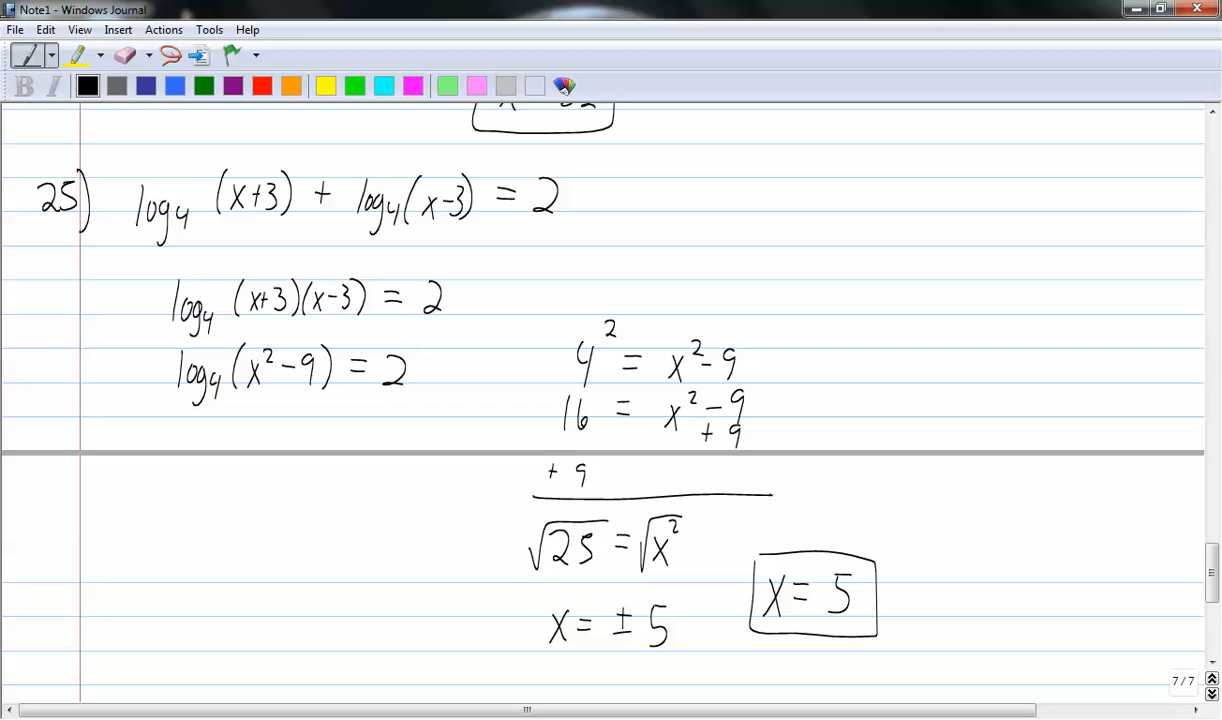 Note1 - Windows Journal
File Edit View Insert Actions Tools Help
B I
25) log₄ (x+3) + log₄(x-3) = 2
log₄ (x+3)(x-3) = 2
log₄ (x² - 9) = 2
4² = x² - 9
16 = x² - 9
+ 9
+ 9
√25 = √x²
x = ± 5
x = 5
7 / 7